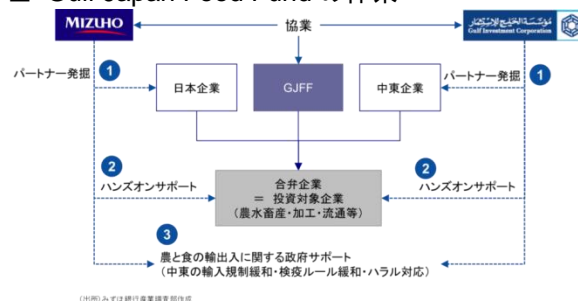 Gulf Japan Food Fund の作業
MIZUHO
協業
مؤسسة الخليج للاستثمار
Gulf Investment Corporation
パートナー発掘
1
日本企業
GJFF
中東企業
パートナー発掘
1
2
ハンズオンサポート
合弁企業
= 投資対象企業
(農水畜産・加工・流通等)
2
ハンズオンサポート
3
農と食の輸出入に関する政府サポート
(中東の輸入規制緩和・検疫ルール緩和・ハラル対応)
(出所)みずほ銀行産業調査部作成